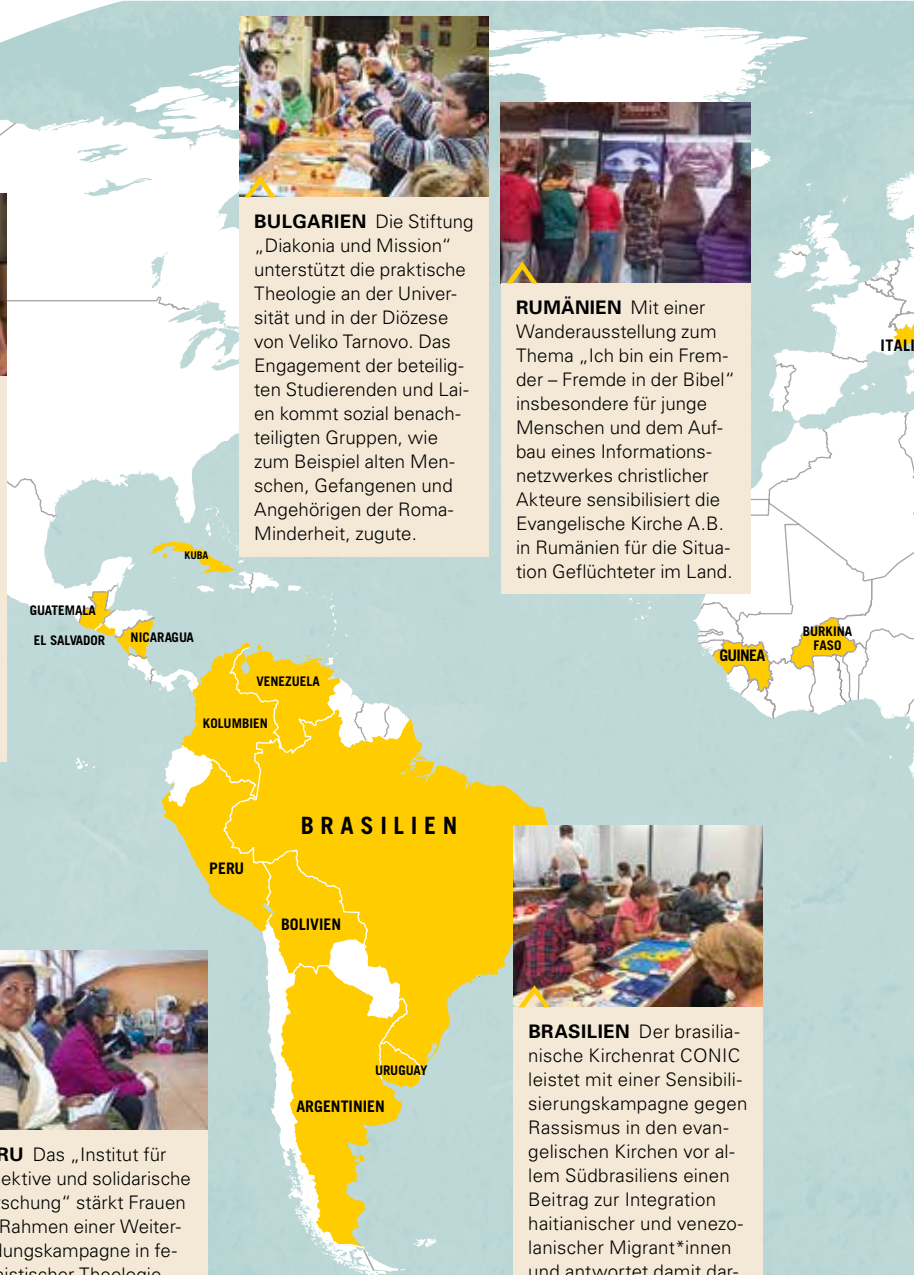 BULGARIEN Die Stiftung
„Diakonia und Mission“
unterstützt die praktische
Theologie an der Univer-
sität und in der Diözese
von Veliko Tarnovo. Das
Engagement der beteilig-
ten Studierenden und Lai-
en kommt sozial benach-
teiligten Gruppen, wie
zum Beispiel alten Men-
schen, Gefangenen und
Angehörigen der Roma-
Minderheit, zugute.
RUMÄNIEN Mit einer
Wanderausstellung zum
Thema „Ich bin ein Frem-
der – Fremde in der Bibel“
insbesondere für junge
Menschen und dem Auf-
bau eines Informations-
netzwerkes christlicher
Akteure sensibilisiert die
Evangelische Kirche A.B.
in Rumänien für die Situa-
tion Geflüchteter im Land.
ITALI
KUBA
GUATEMALA
EL SALVADOR
NICARAGUA
VENEZUELA
KOLUMBIEN
GUINEA
BURKINA
FASO
BRASILIEN
PERU
BOLIVIEN
URUGUAY
ARGENTINIEN
RU Das „Institut für
ektive und solidarische
schung“ stärkt Frauen
Rahmen einer Weiter-
dungskampagne in fe-
nistischer Theologie
BRASILIEN Der brasilia-
nische Kirchenrat CONIC
leistet mit einer Sensibili-
sierungskampagne gegen
Rassismus in den evan-
gelischen Kirchen vor al-
lem Südbrasiliens einen
Beitrag zur Integration
haitianischer und venezo-
lanischer Migrant*innen
und antwortet damit dar-